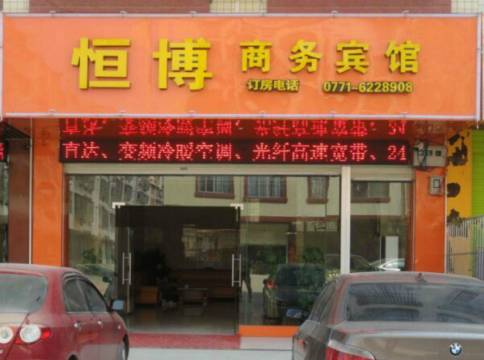 恒博 商务宾馆
订房电话 0771-6228908
直达、变频冷暖空调、光纤高速宽带、24